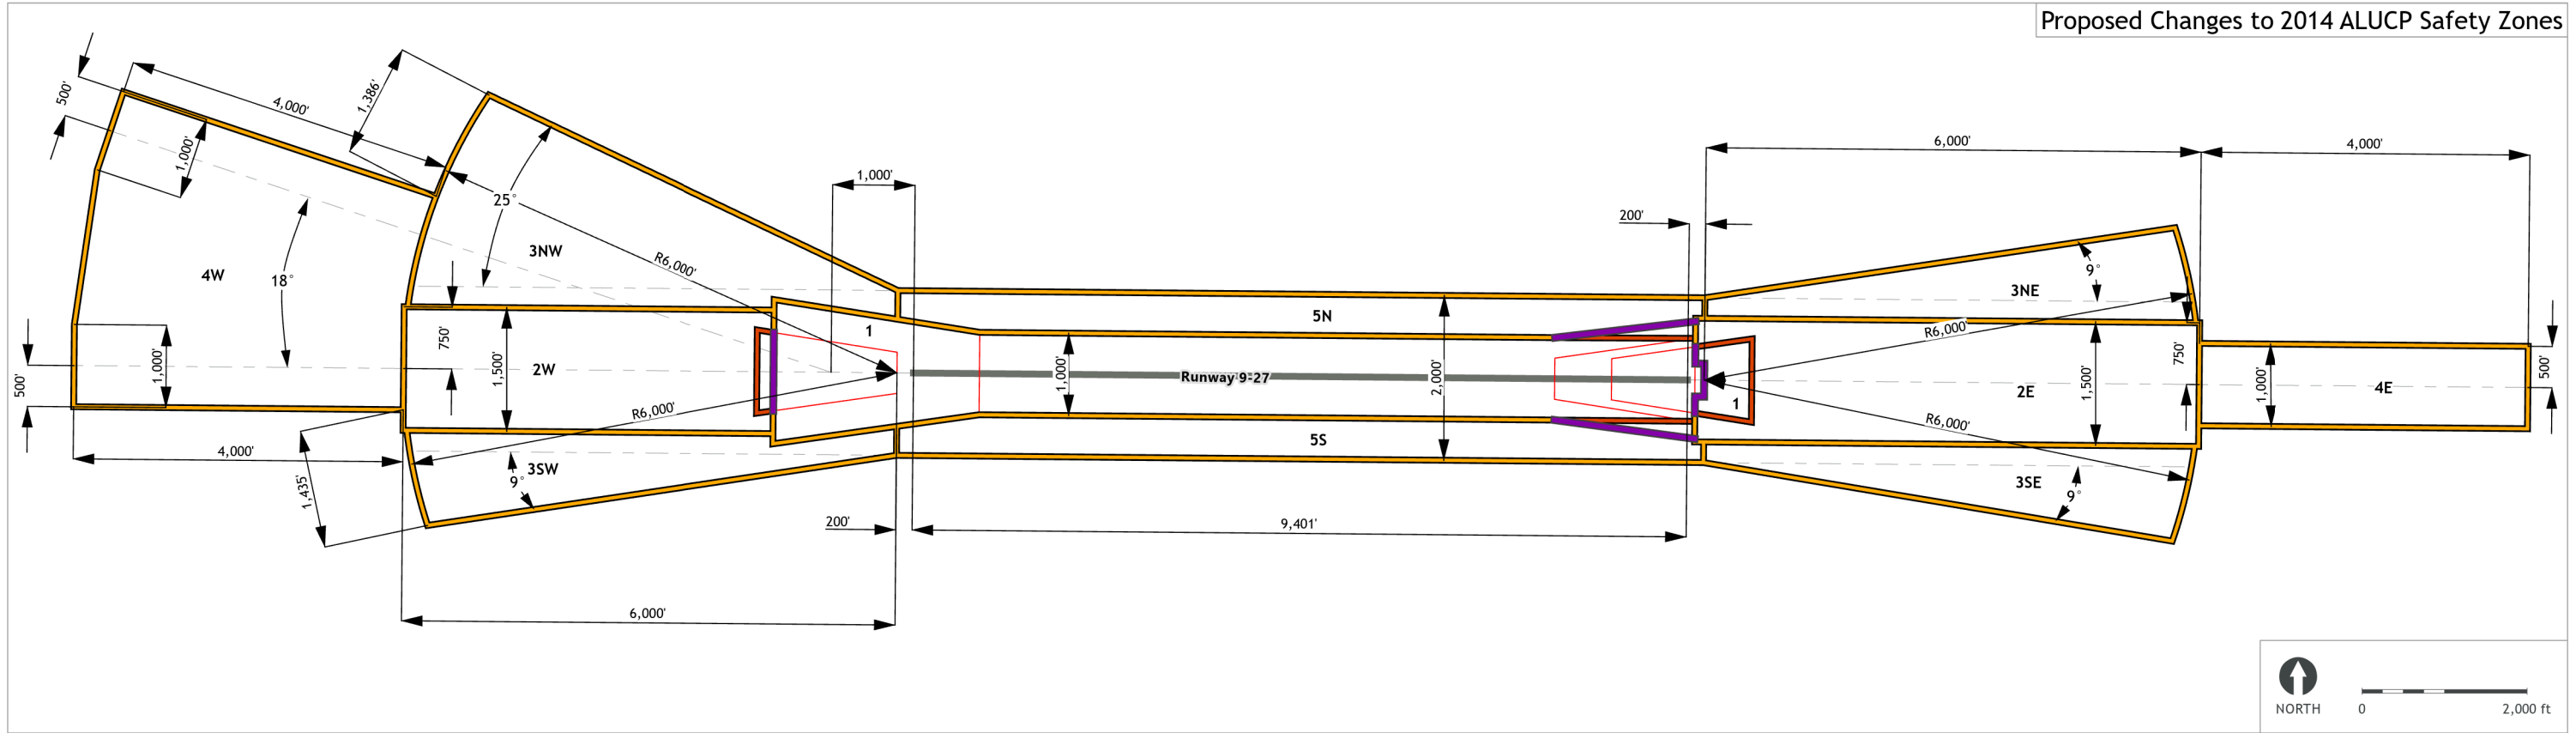 Proposed Changes to 2014 ALUCP Safety Zones
500'
4,000'
1,386'
1,000'
25°
3NW
R6,000'
4W
18°
1,000'
6,000'
4,000'
200'
9°
3NE
R6,000'
5N
1
750'
1,500'
2W
1,000'
500'
1,000'
Runway 9-27
2,000'
1
2E
1,500'
750'
1,000'
4E
500'
R6,000'
R6,000'
5S
3SW
9°
4,000'
1,435'
200'
9,401'
3SE
9°
6,000'
NORTH
0
2,000 ft